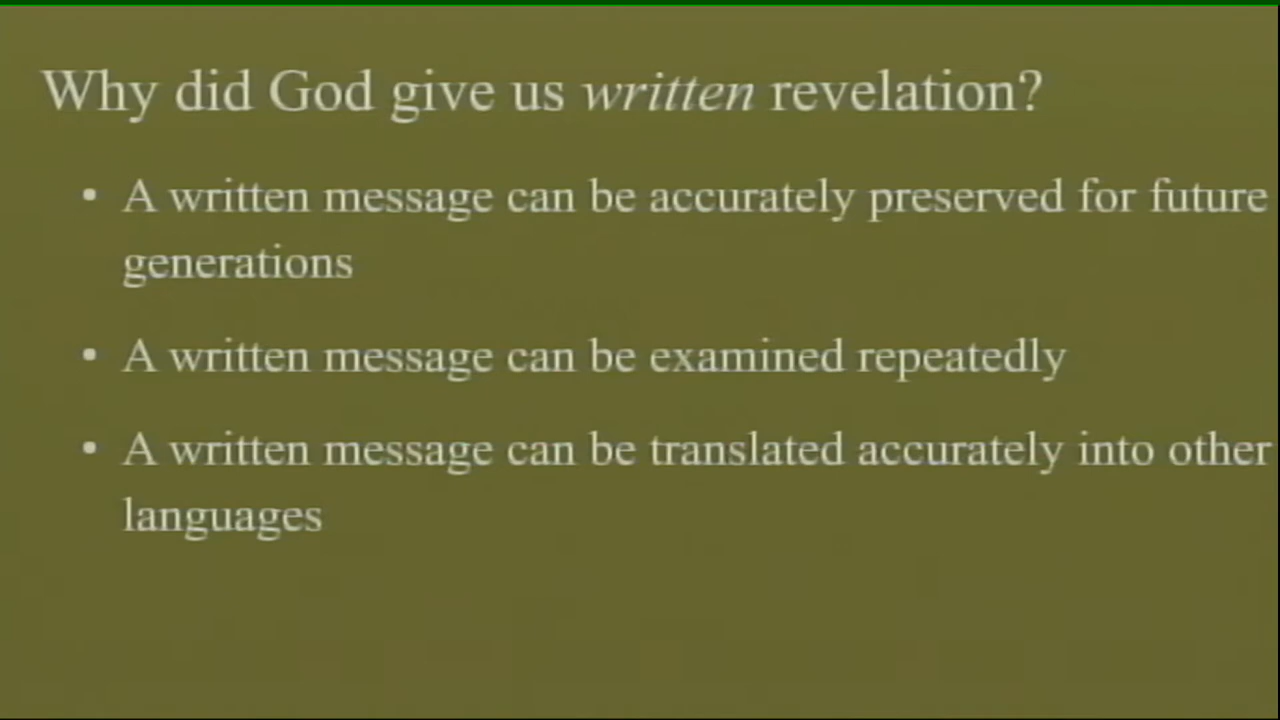 Why did God give us written revelation?
• A written message can be accurately preserved for future
generations
• A written message can be examined repeatedly
• A written message can be translated accurately into other
languages